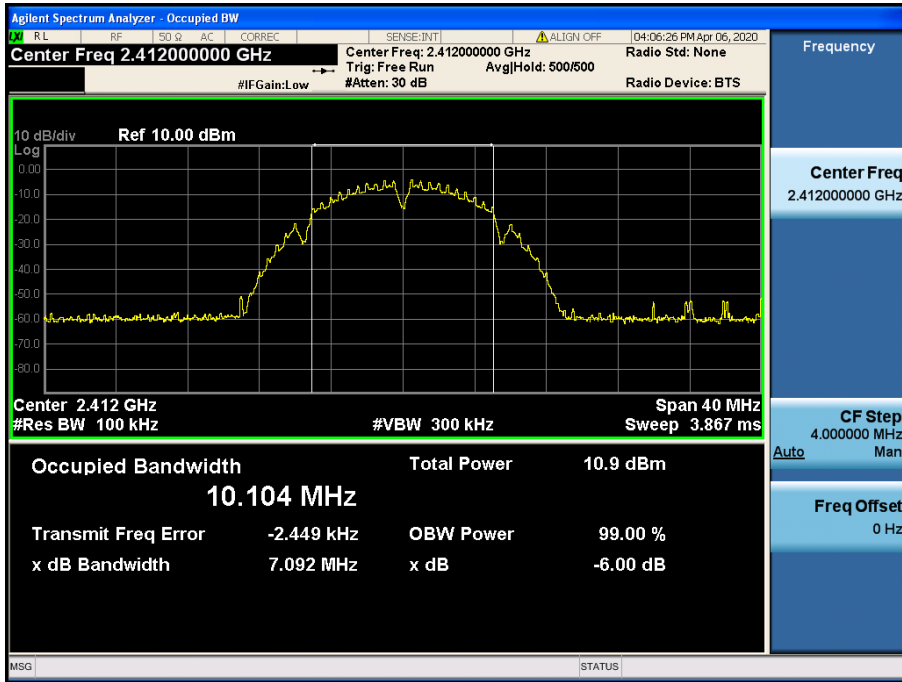 Agilent Spectrum Analyzer - Occupied BW
LXI RL RF 50 Ω AC CORREC SENSE:INT ALIGN OFF 04:06:26 PM Apr 06, 2020
Center Freq 2.412000000 GHz
Center Freq: 2.412000000 GHz Radio Std: None
Trig: Free Run Avg|Hold: 500/500
#IFGain:Low #Atten: 30 dB Radio Device: BTS
10 dB/div Ref 10.00 dBm
Log
0.00
-10.0
-20.0
-30.0
-40.0
-50.0
-60.0
-70.0
-80.0
Center 2.412 GHz Span 40 MHz
#Res BW 100 kHz #VBW 300 kHz Sweep 3.867 ms
Occupied Bandwidth Total Power 10.9 dBm
10.104 MHz
Transmit Freq Error -2.449 kHz OBW Power 99.00 %
x dB Bandwidth 7.092 MHz x dB -6.00 dB
MSG STATUS
Frequency
Center Freq
2.412000000 GHz
CF Step
4.000000 MHz
Auto Man
Freq Offset
0 Hz